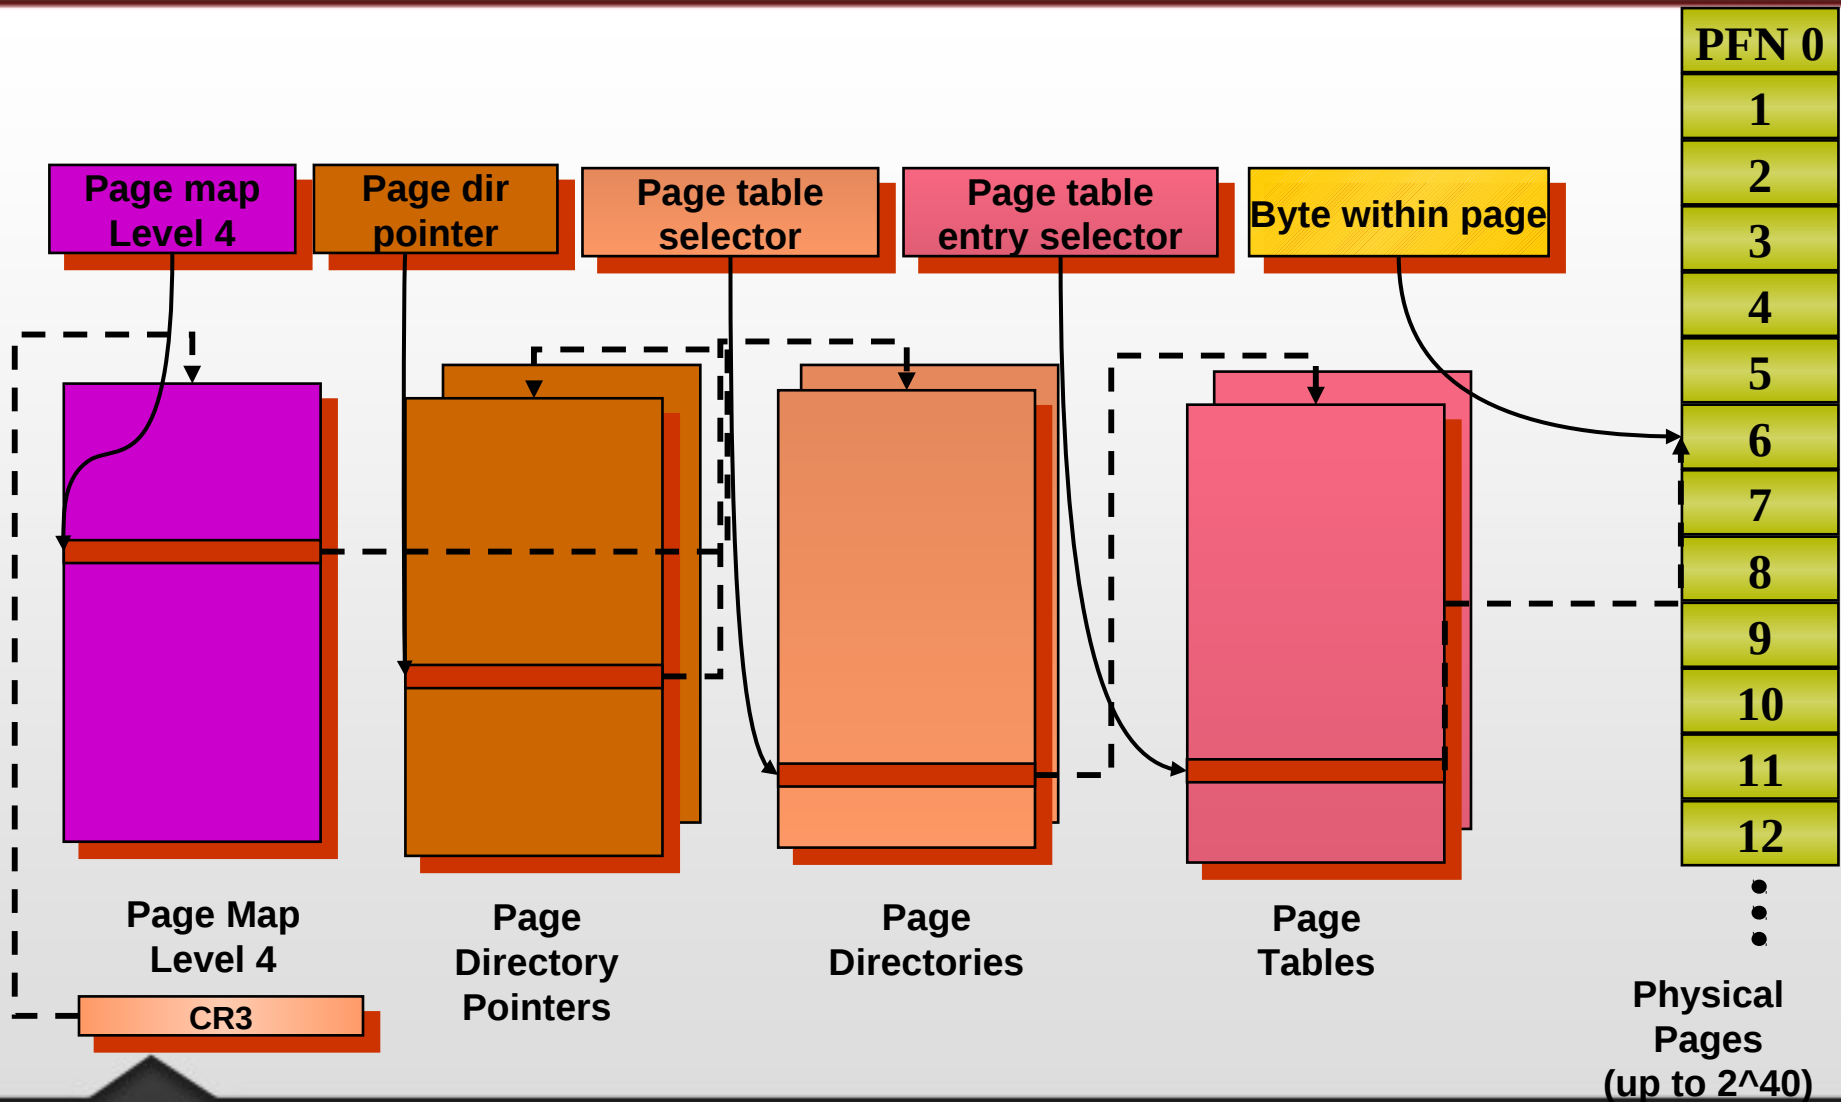 PFN 0
1
2
3
4
5
6
7
8
9
10
11
12
Page map
Level 4
Page dir
pointer
Page table
selector
Page table
entry selector
Byte within page
Page Map
Level 4
Page
Directory
Pointers
Page
Directories
Page
Tables
CR3
Physical
Pages
(up to 2^40)